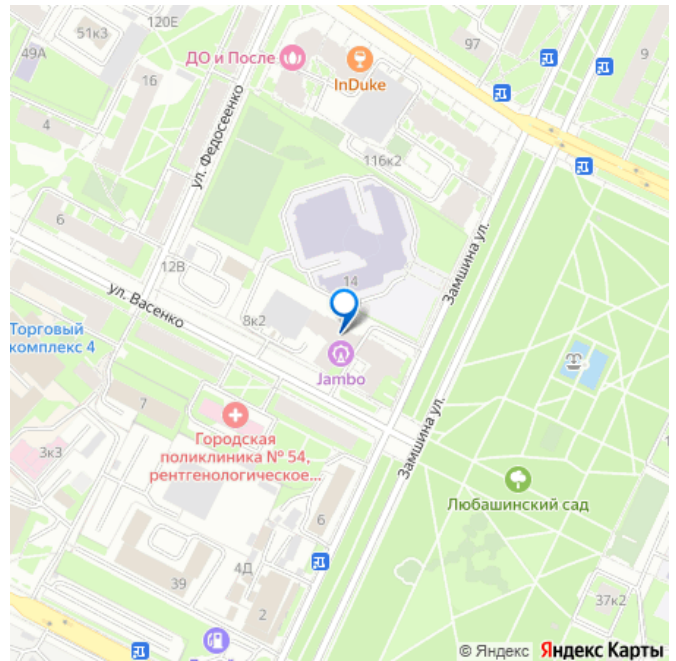 120Е
51к3
49А
ДО и После
InDuke
97
9
16
4
ул. Федосеенко
116к2
6
12В
14
Замшина ул.
ул. Васенко
8к2
Торговый
комплекс 4
Jambo
7
Городская
поликлиника № 54,
рентгенологическое...
Замшина ул.
3к3
Любашинский сад
6
4Д
39
2
37к2
© Яндекс Яндекс Карты